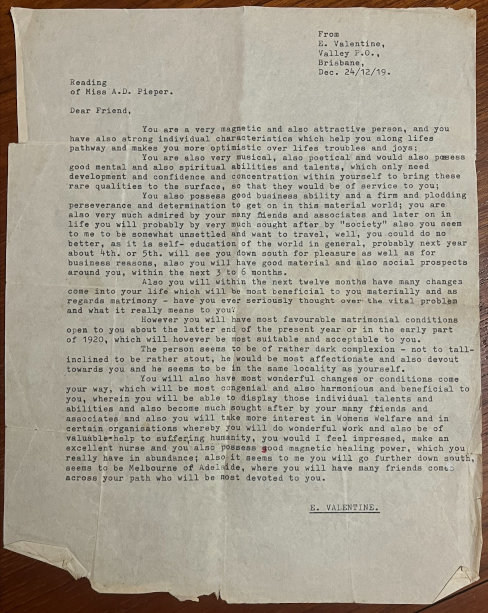 From
E. Valentine,
Valley P.O.,
Brisbane,
Dec. 24/12/19.
Reading
of Miss A.D. Pieper.
Dear Friend,
You are a very magnetic and also attractive person, and you
have also strong individual characteristics which help you along lifes
pathway and makes you more optimistic over lifes troubles and joys;
You are also very musical, also poetical and would also possess
good mental and also spiritual abilities and talents, which only need
development and confidence and concentration within yourself to bring these
rare qualities to the surface, so that they would be of service to you;
You also possess good business ability and a firm and plodding
perseverance and determination to get on in this material world; you are
also very much admired by your many friends and associates and later on in
life you will probably by very much sought after by "society" also you seem
to me to be somewhat unsettled and want to travel, well, you could do no
better, as it is self- education of the world in general, probably next year
about 4th. or 5th. will see you down south for pleasure as well as for
business reasons, also you will have good material and also social prospects
around you, within the next 3 to 6 months.
Also you will within the next twelve months have many changes
come into your life which will be most beneficial to you materially and as
regards matrimony - have you ever seriously thought over the vital problem
and what it really means to you?
However you will have most favourable matrimonial conditions
open to you about the latter end of the present year or in the early part
of 1920, which will however be most suitable and acceptable to you.
The person seems to be of rather dark complexion - not to tall-
inclined to be rather stout, he would be most affectionate and also devout
towards you and he seems to be in the same locality as yourself.
You will also have most wonderful changes or conditions come
your way, which will be most congenial and also harmonious and beneficial to
you, wherein you will be able to display those individual talents and
abilities and also become much sought after by your many friends and
associates and also you will take more interest in Womens Welfare and in
certain organisations whereby you will do wonderful work and also be of
valuable help to suffering humanity, you would I feel impressed, make an
excellent nurse and you also possess good magnetic healing power, which you
really have in abundance; also it seems to me you will go further down south,
seems to be Melbourne of Adelaide, where you will have many friends come
across your path who will be most devoted to you.
E. VALENTINE.